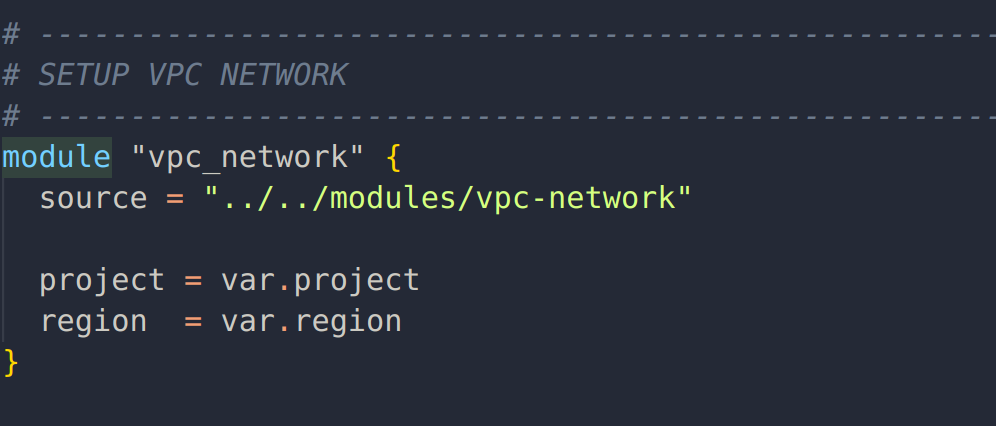 # -----------------------------------------------------
# SETUP VPC NETWORK
# -----------------------------------------------------
module "vpc_network" {
  source = "../../modules/vpc-network"

  project = var.project
  region  = var.region
}